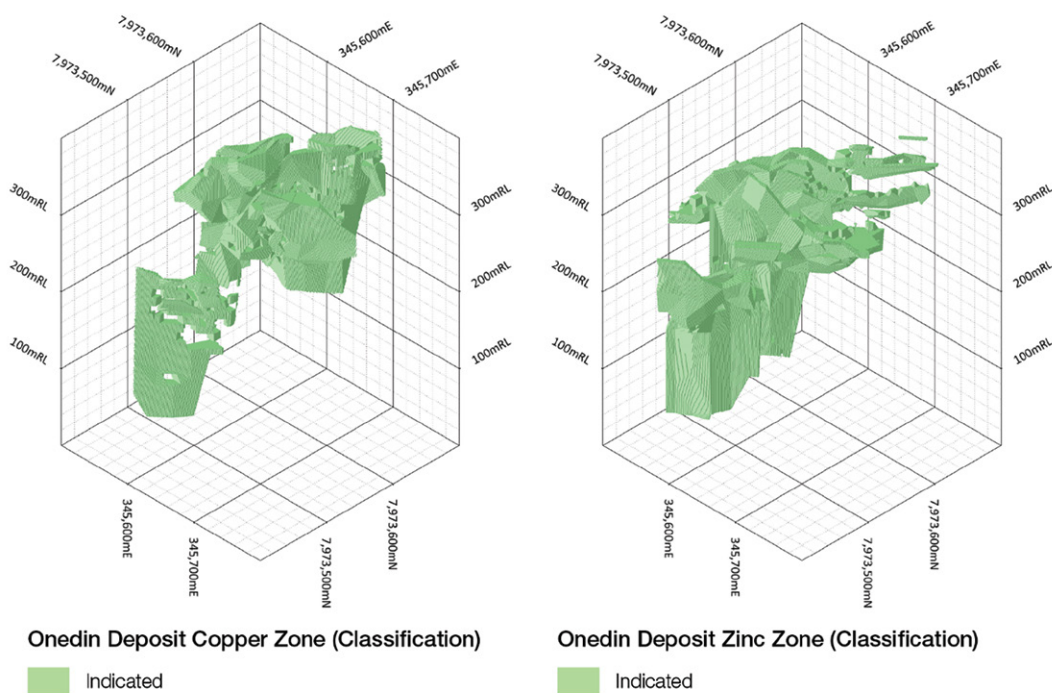 7,973,600mN
7,973,500mN
345,600mE
345,700mE
300mRL
200mRL
100mRL
300mRL
200mRL
100mRL
345,600mE
345,700mE
7,973,500mN
7,973,600mN
Onedin Deposit Copper Zone (Classification)
Indicated
7,973,600mN
7,973,500mN
345,600mE
345,700mE
300mRL
200mRL
100mRL
300mRL
200mRL
100mRL
345,600mE
345,700mE
7,973,500mN
7,973,600mN
Onedin Deposit Zinc Zone (Classification)
Indicated